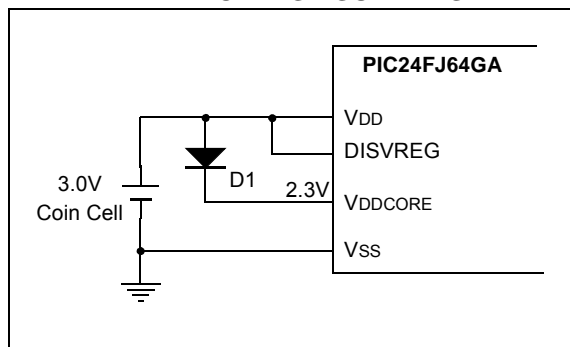 PIC24FJ64GA
VDD
DISVREG
3.0V
Coin Cell
D1
2.3V
VDDCORE
VSS